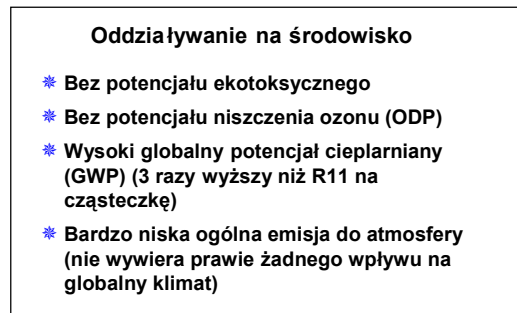 Oddziaływanie na środowisko
Bez potencjału ekotoksycznego
Bez potencjału niszczenia ozonu (ODP)
Wysoki globalny potencjał cieplarniany
(GWP) (3 razy wyższy niż R11 na
cząsteczkę)
Bardzo niska ogólna emisja do atmosfery
(nie wywiera prawie żadnego wpływu na
globalny klimat)